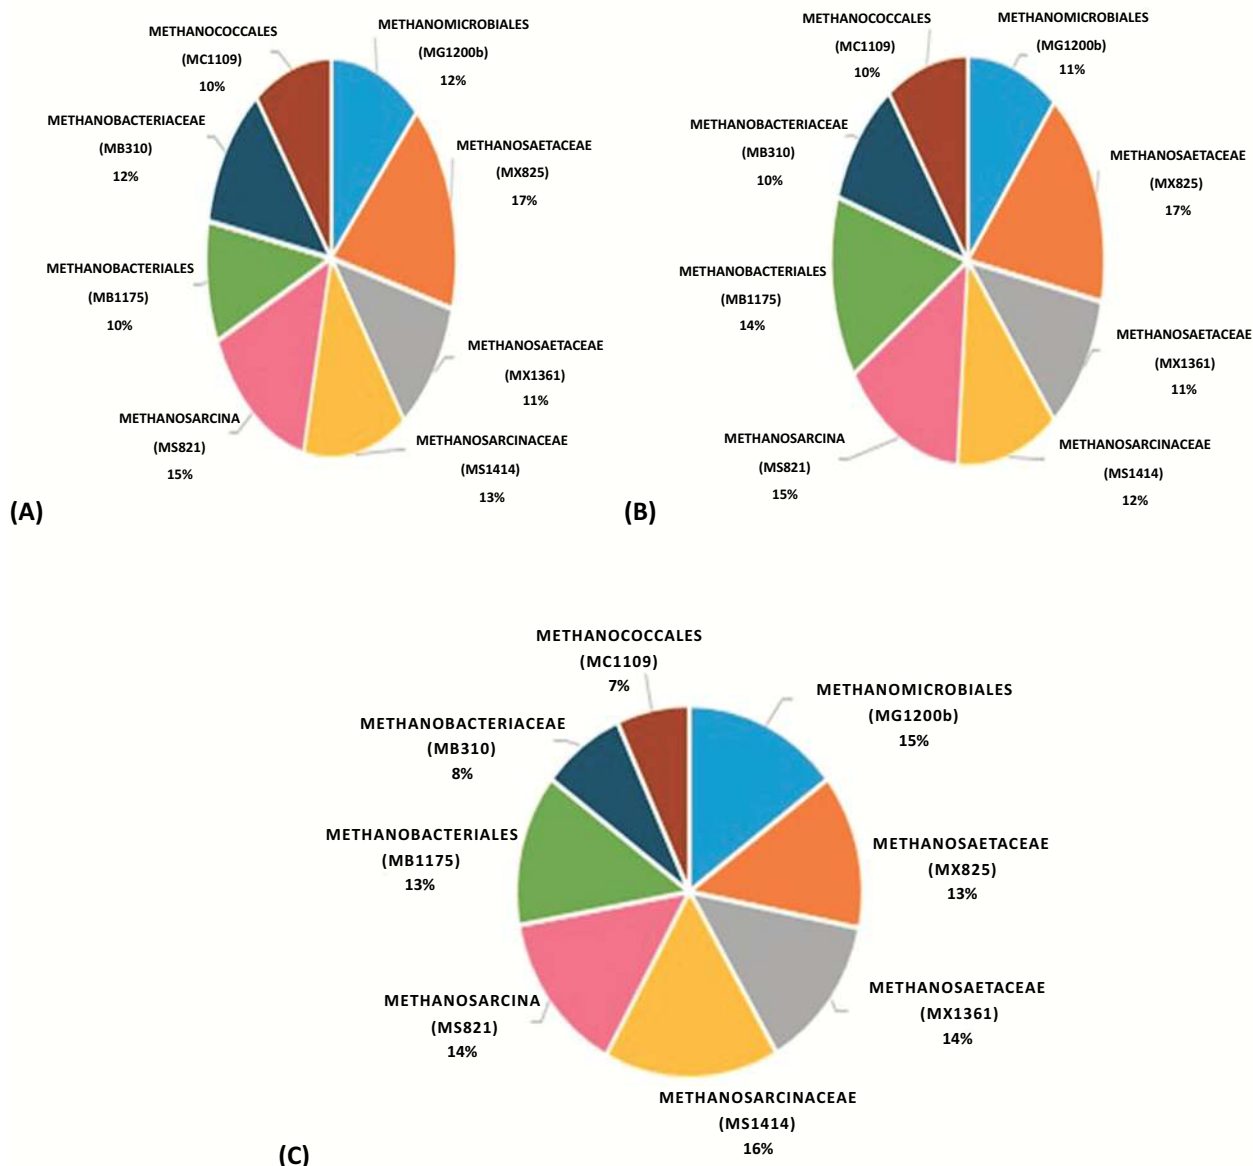 METHANOCOCCALES
(MC1109)
10%
METHANOMICROBIALES
(MG1200b)
12%
METHANOBACTERIACEAE
(MB310)
12%
METHANOSAETACEAE
(MX825)
17%
METHANOBACTERIALES
(MB1175)
10%
METHANOSAETACEAE
(MX1361)
11%
METHANOSARCINA
(MS821)
15%
METHANOSARCINACEAE
(MS1414)
13%
(A)
METHANOCOCCALES
(MC1109)
10%
METHANOMICROBIALES
(MG1200b)
11%
METHANOBACTERIACEAE
(MB310)
10%
METHANOSAETACEAE
(MX825)
17%
METHANOBACTERIALES
(MB1175)
14%
METHANOSAETACEAE
(MX1361)
11%
METHANOSARCINA
(MS821)
15%
METHANOSARCINACEAE
(MS1414)
12%
(B)
METHANOCOCCALES
(MC1109)
7%
METHANOMICROBIALES
(MG1200b)
15%
METHANOBACTERIACEAE
(MB310)
8%
METHANOBACTERIALES
(MB1175)
13%
METHANOSAETACEAE
(MX825)
13%
METHANOSARCINA
(MS821)
14%
METHANOSAETACEAE
(MX1361)
14%
METHANOSARCINACEAE
(MS1414)
16%
(C)